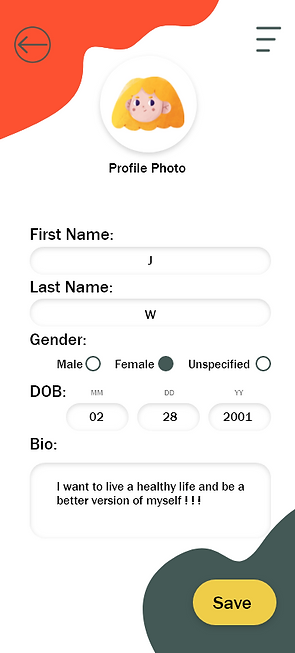 Profile Photo
First Name:
J
Last Name:
W
Gender:
Male Female Unspecified
DOB: MM DD YY
02 28 2001
Bio:
I want to live a healthy life and be a
better version of myself ! ! !
Save